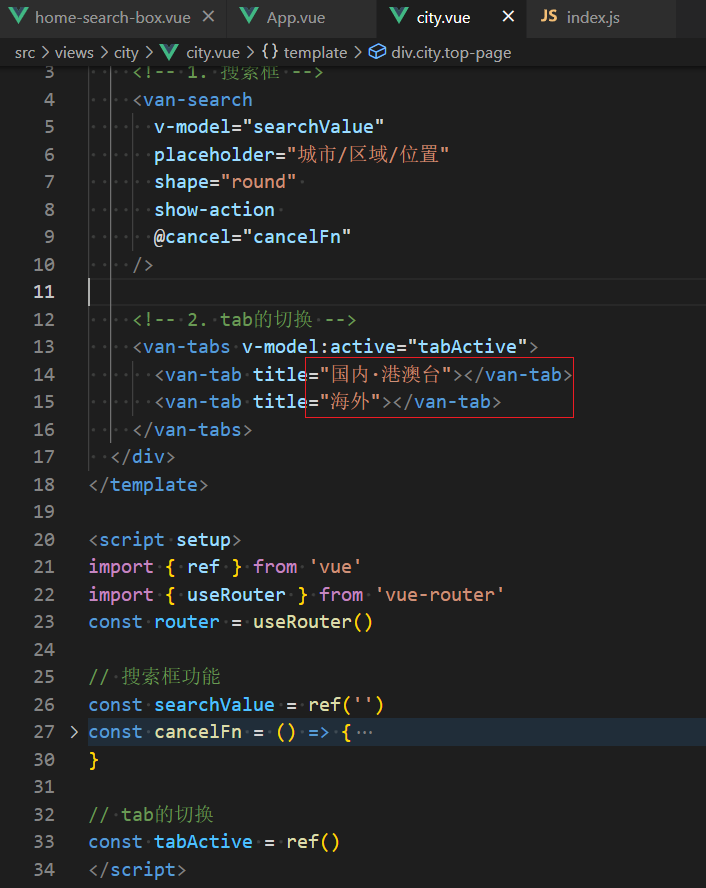 home-search-box.vue App.vue city.vue JS index.js
src > views > city > city.vue > {} template > div.city.top-page
3 <!-- 1. 搜索框 -->
4 <van-search
5 v-model="searchValue"
6 placeholder="城市/区域/位置"
7 shape="round"
8 show-action
9 @cancel="cancelFn"
10 />
11
12 <!-- 2. tab的切换 -->
13 <van-tabs v-model:active="tabActive">
14 <van-tab title="国内·港澳台"></van-tab>
15 <van-tab title="海外"></van-tab>
16 </van-tabs>
17 </div>
18 </template>
19
20 <script setup>
21 import { ref } from 'vue'
22 import { useRouter } from 'vue-router'
23 const router = useRouter()
24
25 // 搜索框功能
26 const searchValue = ref('')
27 const cancelFn = () => {⋯
30 }
31
32 // tab的切换
33 const tabActive = ref()
34 </script>